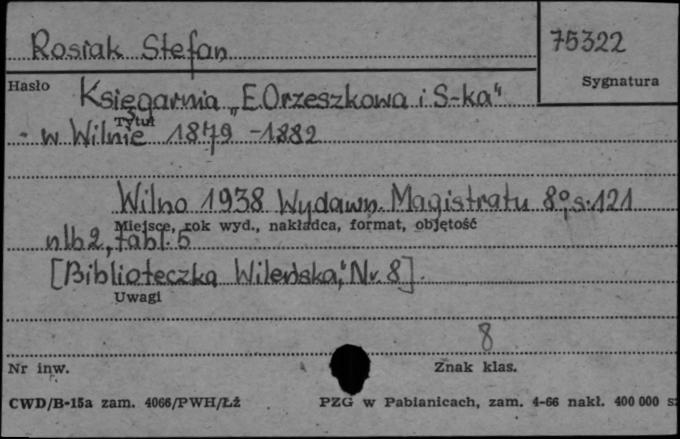 Rosiak Stefan
75322
Hasło
Sygnatura
Księgarnia „E.Orzeszkowa i S-ka"
Tytuł
w Wilnie 1879 - 1882
Wilno 1938 Wydawn. Magistratu 8°, s. 121
Miejsce, rok wyd., nakładca, format, objętość
nlb 2, tabl. 5
[Biblioteczka Wileńska," Nr 8].
Uwagi
8
Nr inw.
Znak klas.
CWD/B-15a zam. 4066/PWH/Łż
PZG w Pabianicach, zam. 4-66 nakł. 400 000